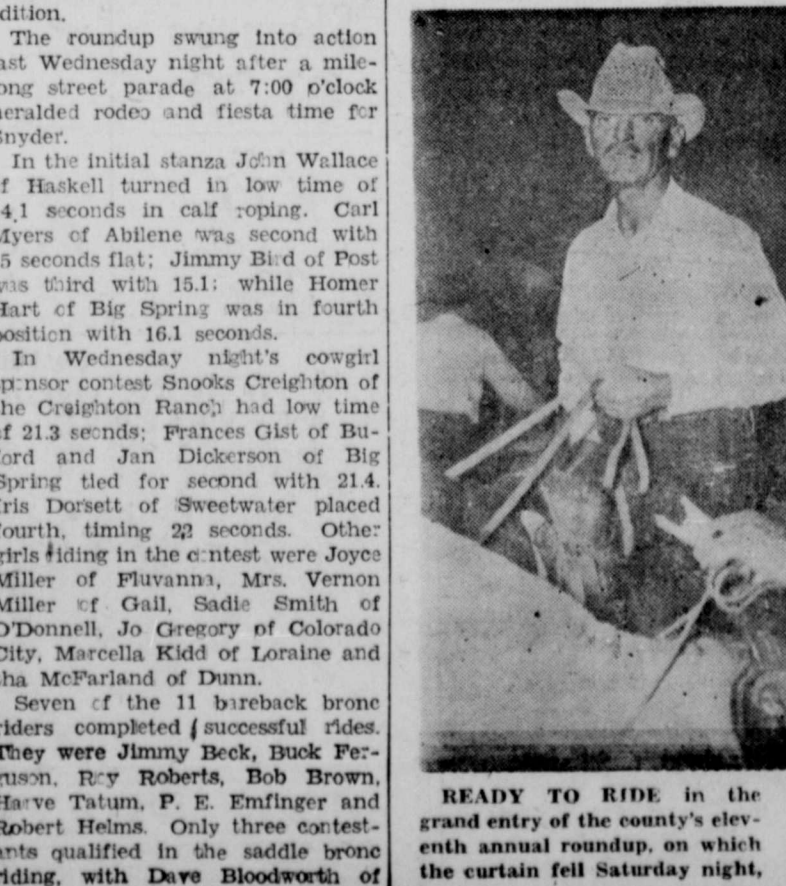 dition.
The roundup swung into action
ast Wednesday night after a mile-
ong street parade at 7:00 o'clock
heralded rodeo and fiesta time for
Snyder.
In the initial stanza John Wallace
f Haskell turned in low time of
4.1 seconds in calf roping. Carl
Myers of Abilene was second with
5 seconds flat; Jimmy Bird of Post
was third with 15.1; while Homer
Hart of Big Spring was in fourth
position with 16.1 seconds.
In Wednesday night's cowgirl
sponsor contest Snooks Creighton of
the Creighton Ranch had low time
of 21.3 secnds; Frances Gist of Bu-
ford and Jan Dickerson of Big
Spring tied for second with 21.4.
Iris Dorsett of Sweetwater placed
fourth, timing 22 seconds. Other
girls riding in the contest were Joyce
Miller of Fluvanna, Mrs. Vernon
Miller of Gail, Sadie Smith of
O'Donnell, Jo Gregory of Colorado
City, Marcella Kidd of Loraine and
sha McFarland of Dunn.
Seven of the 11 bareback bronc
riders completed successful rides.
They were Jimmy Beck, Buck Fer-
guson, Roy Roberts, Bob Brown,
Harve Tatum, P. E. Emfinger and
Robert Helms. Only three contest-
ants qualified in the saddle bronc
riding, with Dave Bloodworth of
READY TO RIDE in the
grand entry of the county's elev-
enth annual roundup, on which
the curtain fell Saturday night,